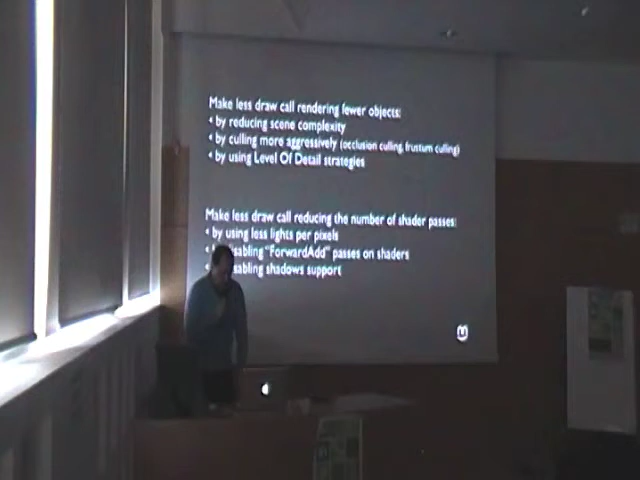 Make less draw call rendering fewer objects:
• by reducing scene complexity
• by culling more aggressively (occlusion culling, frustum culling)
• by using Level Of Detail strategies
Make less draw call reducing the number of shader passes:
• by using less lights per pixels
"ForwardAdd" passes on shaders
shadows support